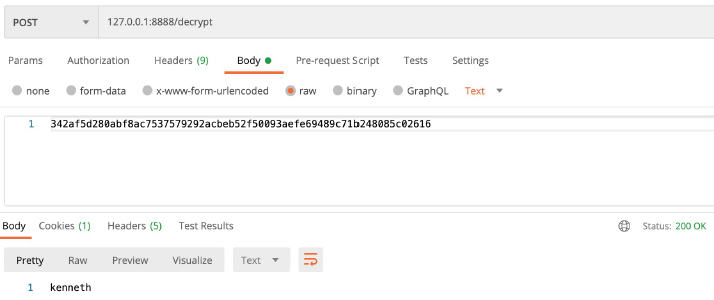 POST 127.0.0.1:8888/decrypt
Params Authorization Headers (9) Body Pre-request Script Tests Settings
none form-data x-www-form-urlencoded raw binary GraphQL Text
1 342af5d280abf8ac7537579292acbeb52f50093aefe69489c71b248085c02616
Body Cookies (1) Headers (5) Test Results Status: 200 OK
Pretty Raw Preview Visualize Text
1 kenneth